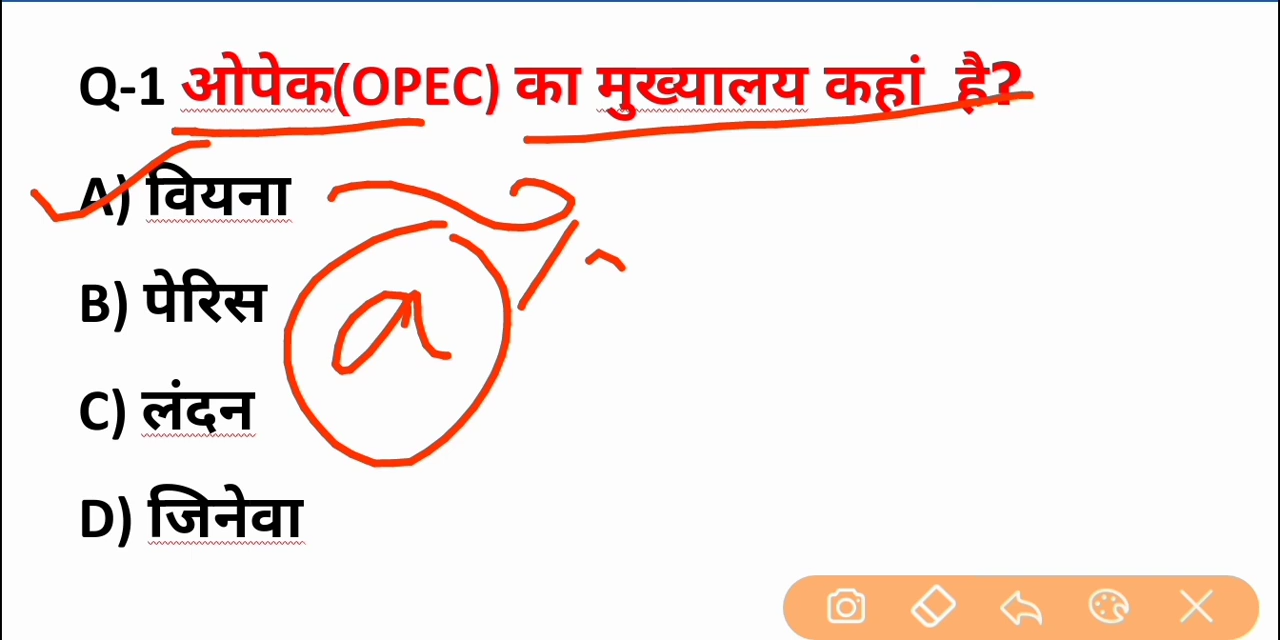 Q-1 ओपेक(OPEC) का मुख्यालय कहां है?
A) वियना
B) पेरिस
a
C) लंदन
D) जिनेवा